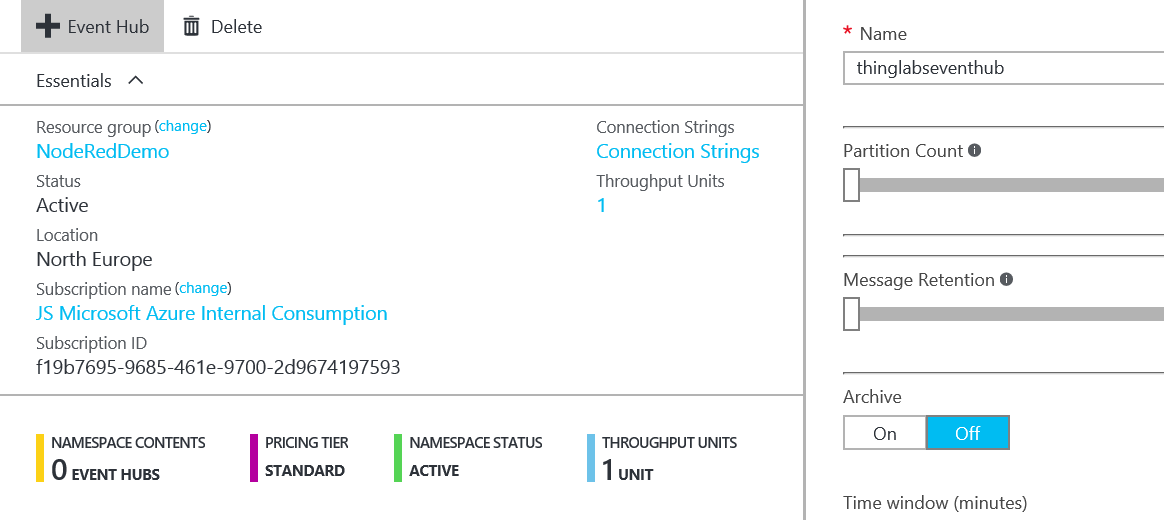 Event Hub
Delete
Essentials
Resource group (change)
NodeRedDemo
Status
Active
Location
North Europe
Subscription name (change)
JS Microsoft Azure Internal Consumption
Subscription ID
f19b7695-9685-461e-9700-2d9674197593
Connection Strings
Connection Strings
Throughput Units
1
NAMESPACE CONTENTS
0 EVENT HUBS
PRICING TIER
STANDARD
NAMESPACE STATUS
ACTIVE
THROUGHPUT UNITS
1 UNIT
* Name
thinglabseventhub
Partition Count
Message Retention
Archive
On Off
Time window (minutes)